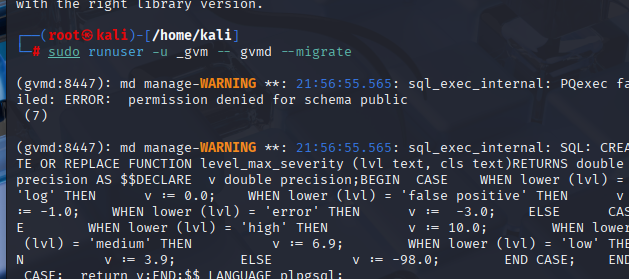 with the right library version.
┌──(root㉿kali)-[/home/kali]
└─# sudo runuser -u _gvm -- gvmd --migrate
(gvmd:8447): md manage-WARNING **: 21:56:55.565: sql_exec_internal: PQexec fa
iled: ERROR:  permission denied for schema public
 (7)
(gvmd:8447): md manage-WARNING **: 21:56:55.565: sql_exec_internal: SQL: CREA
TE OR REPLACE FUNCTION level_max_severity (lvl text, cls text)RETURNS double
precision AS $$DECLARE  v double precision;BEGIN  CASE    WHEN lower (lvl) =
'log' THEN      v := 0.0;    WHEN lower (lvl) = 'false positive' THEN      v
:= -1.0;    WHEN lower (lvl) = 'error' THEN      v :=  -3.0;    ELSE      CAS
E        WHEN lower (lvl) = 'high' THEN          v := 10.0;        WHEN lower
 (lvl) = 'medium' THEN          v := 6.9;        WHEN lower (lvl) = 'low' THE
N          v := 3.9;        ELSE          v := -98.0;        END CASE;    END
 CASE;  return v;END;$$ LANGUAGE plpgsql;